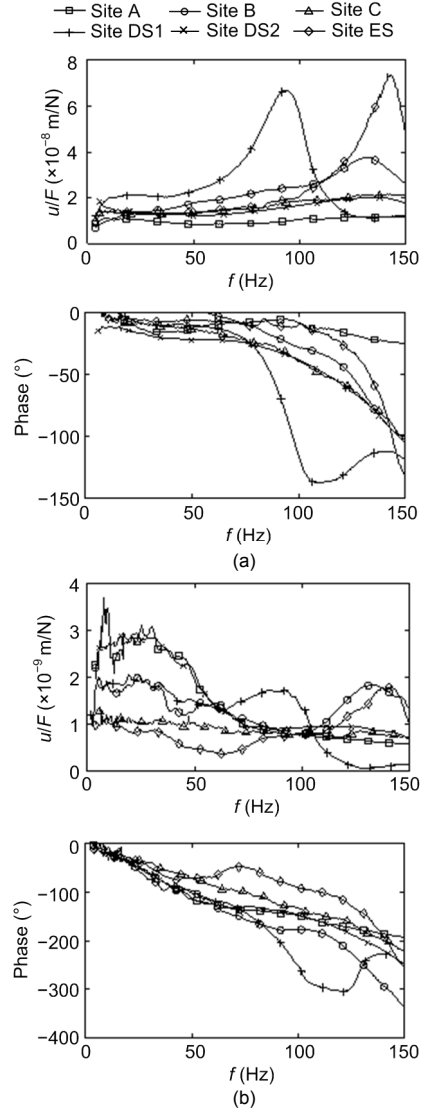 Site A Site B Site C
Site DS1 Site DS2 Site ES
8
6
4
2
0
u/F (×10⁻⁸ m/N)
0 50 100 150
f (Hz)
0
−50
−100
−150
Phase (°)
0 50 100 150
f (Hz)
(a)
4
3
2
1
0
u/F (×10⁻⁹ m/N)
0 50 100 150
f (Hz)
0
−100
−200
−300
−400
Phase (°)
0 50 100 150
f (Hz)
(b)